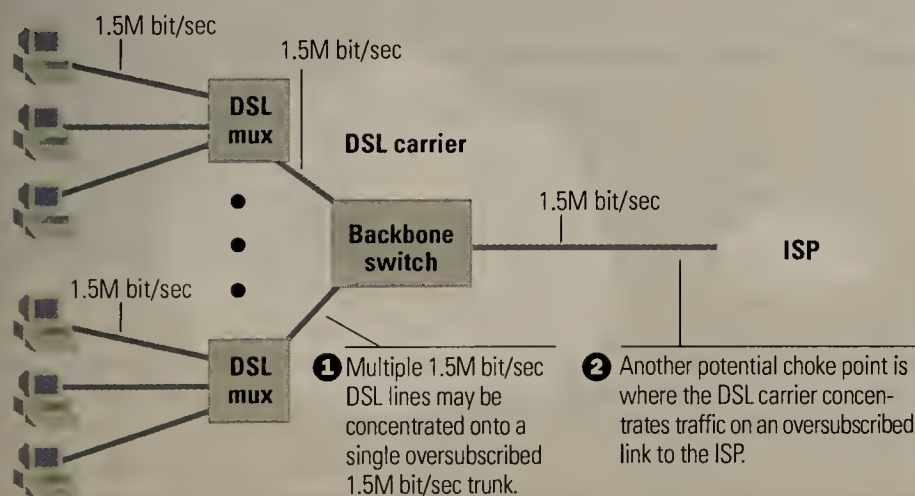 1.5M bit/sec
1.5M bit/sec
DSL
mux
DSL carrier
1.5M bit/sec
Backbone
switch
ISP
1.5M bit/sec
DSL
mux
1 Multiple 1.5M bit/sec
DSL lines may be
concentrated onto a
single oversubscribed
1.5M bit/sec trunk.
2 Another potential choke point is
where the DSL carrier concen-
trates traffic on an oversubscribed
link to the ISP.